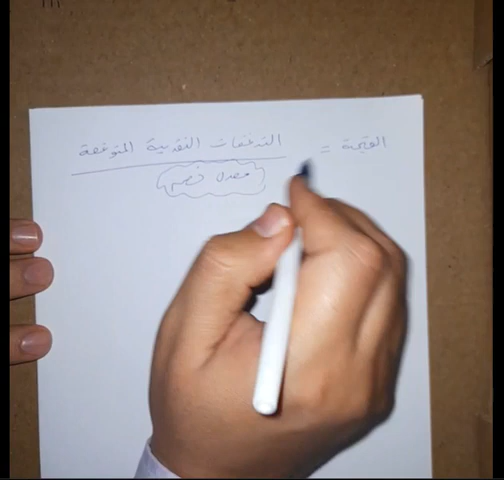 القيمة = التدفقات النقدية المتوقعة
معدل خصم